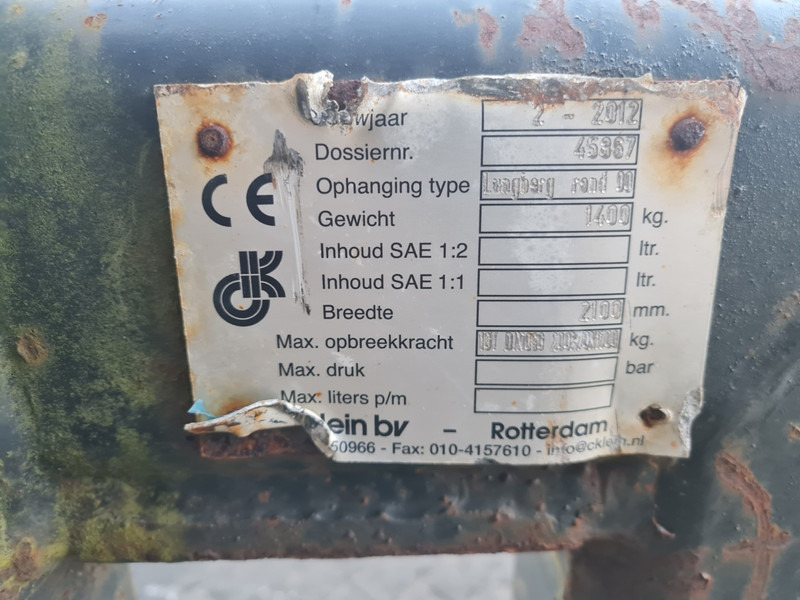 CE
wjaar 2 - 2012
Dossiernr. 45367
Ophanging type rond
Gewicht 1400 kg.
Inhoud SAE 1:2 ltr.
Inhoud SAE 1:1 ltr.
Breedte 2100 mm.
Max. opbreekkracht kg.
Max. druk bar
Max. liters p/m
lein bv - Rotterdam
60966 - Fax: 010-4157610 - info@cklein.nl